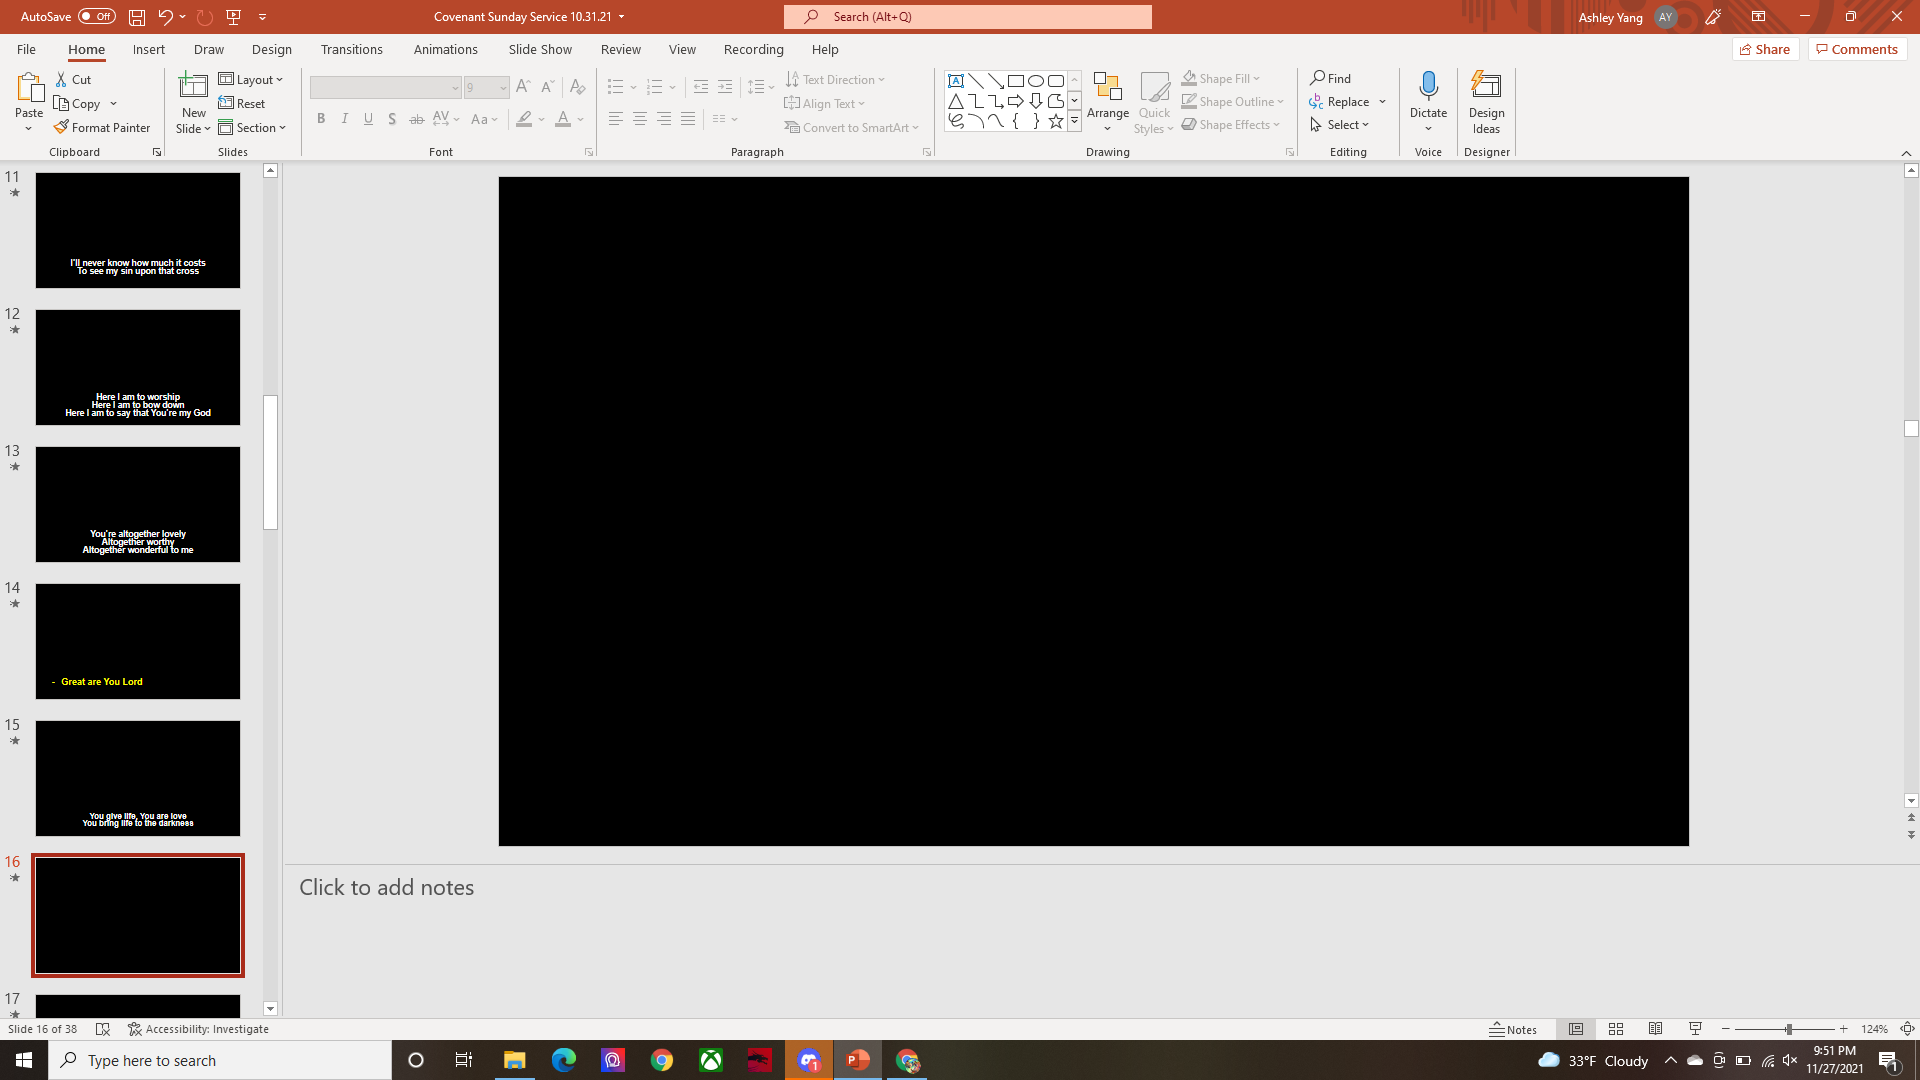 AutoSave Off
Covenant Sunday Service 10.31.21
Search (Alt+Q)
Ashley Yang AY
File Home Insert Draw Design Transitions Animations Slide Show Review View Recording Help
Share Comments
Paste
Cut
Copy
Format Painter
Clipboard
New
Slide
Layout
Reset
Section
Slides
9
B I U S ab AV Aa A
Font
Text Direction
Align Text
Convert to SmartArt
Paragraph
Arrange
Quick
Styles
Shape Fill
Shape Outline
Shape Effects
Drawing
Find
Replace
Select
Editing
Dictate
Voice
Design
Ideas
Designer
11
I'll never know how much it costs
To see my sin upon that cross
12
Here I am to worship
Here I am to bow down
Here I am to say that You're my God
13
You're altogether lovely
Altogether worthy
Altogether wonderful to me
14
- Great are You Lord
15
You give life, You are love
You bring life to the darkness
16
17
Click to add notes
Slide 16 of 38
Accessibility: Investigate
Notes
124%
Type here to search
1
33°F Cloudy
9:51 PM
11/27/2021
1